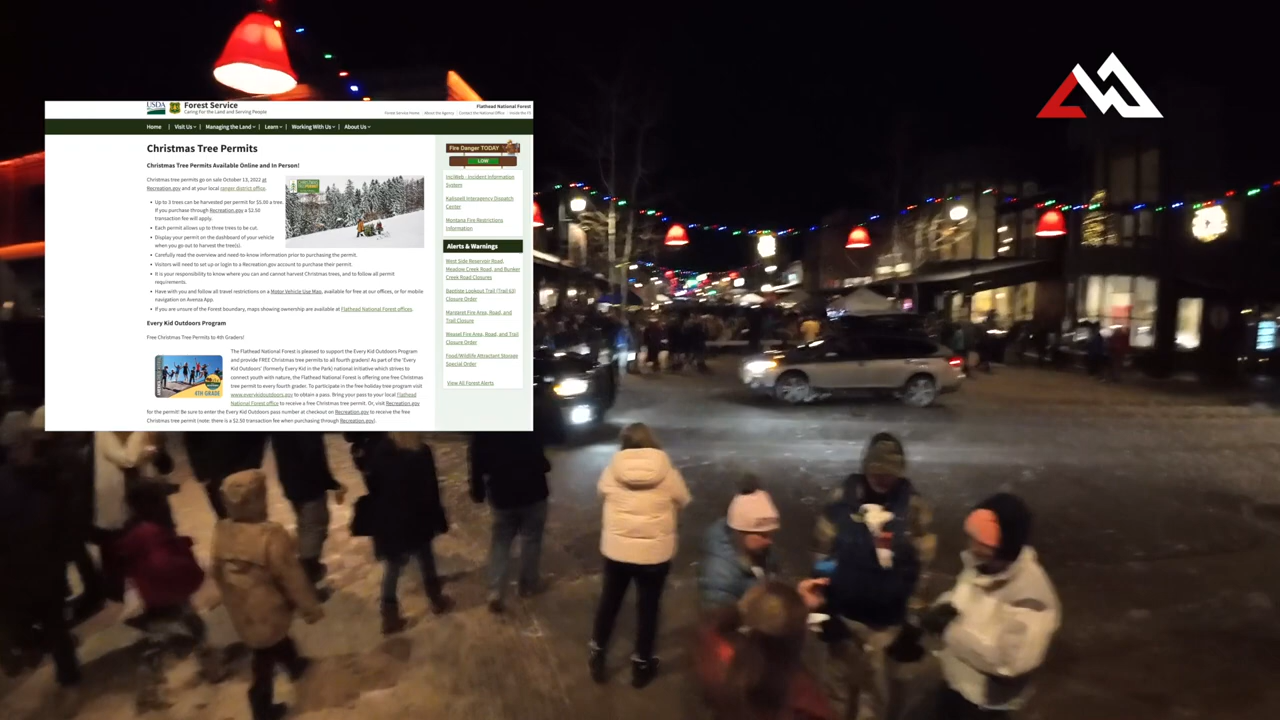 USDA
Forest Service
Caring For the Land and Serving People
Flathead National Forest
Forest Service Home
About the Agency
Contact the National Office
Inside the FS
Home
Visit Us
Managing the Land
Learn
Working With Us
About Us
Christmas Tree Permits
Christmas Tree Permits Available Online and In Person!
Christmas tree permits go on sale October 13, 2022 at
Recreation.gov and at your local ranger district office.
• Up to 3 trees can be harvested per permit for $5.00 a tree.
If you purchase through Recreation.gov a $2.50
transaction fee will apply.
• Each permit allows up to three trees to be cut.
• Display your permit on the dashboard of your vehicle
when you go out to harvest the tree(s).
• Carefully read the need-to-know information prior to purchasing the permit.
• Visitors will need to set up or login to a Recreation.gov account to purchase their permit.
• It is your responsibility to know where you can and cannot harvest Christmas trees, and to follow all permit
requirements.
• Have with you and follow all travel restrictions on a Motor Vehicle Use Map, available for free at our offices, or for mobile
navigation on Avenza App.
• If you are unsure of the Forest boundary, maps showing ownership are available at Flathead National Forest offices.
Every Kid Outdoors Program
Free Christmas Tree Permits to 4th Graders!
The Flathead National Forest is pleased to support the Every Kid Outdoors Program
and provide FREE Christmas tree permits to all fourth graders! As part of the 'Every
Kid Outdoors' (formerly Every Kid in the Park) national initiative which strives to
connect youth with nature, the Flathead National Forest is offering one free Christmas
tree permit to every fourth grader. To participate in the free holiday tree program visit
www.everykidoutdoors.gov to obtain a pass. Bring your pass to your local Flathead
National Forest office to receive a free Christmas tree permit. Or, visit Recreation.gov
for the permit! Be sure to enter the Every Kid Outdoors pass number at checkout on Recreation.gov to receive the free
Christmas tree permit (note: there is a $2.50 transaction fee when purchasing through Recreation.gov).
4TH GRADE
Fire Danger TODAY
LOW
InciWeb - Incident Information
System
Kalispell Interagency Dispatch
Center
Montana Fire Restrictions
Information
Alerts & Warnings
West Side Reservoir Road,
Meadow Creek Road, and Bunker
Creek Road Closures
Baptiste Lookout Trail (Trail 63)
Closure Order
Margaret Fire Area, Road, and
Trail Closure
Weasel Fire Area, Road, and Trail
Closure Order
Food/Wildlife Attractant Storage
Special Order
View All Forest Alerts